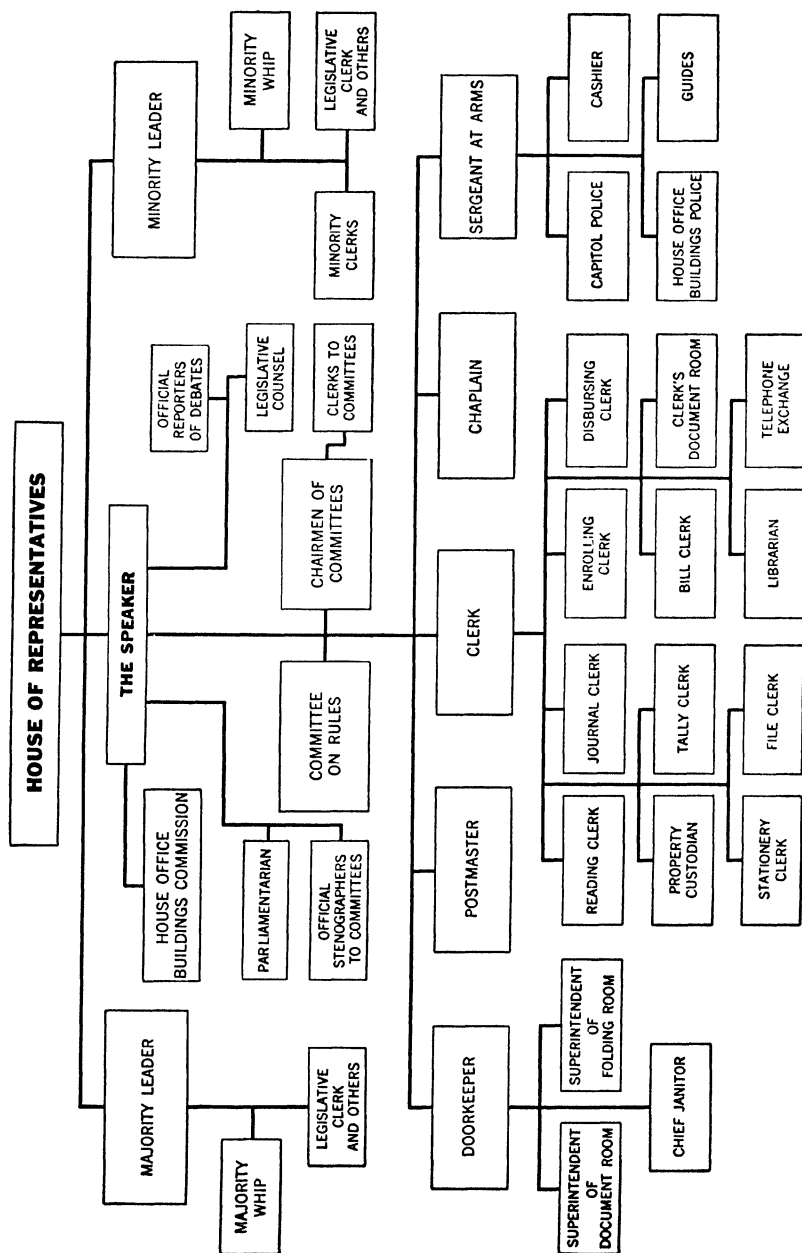 HOUSE OF REPRESENTATIVES
MAJORITY LEADER
THE SPEAKER
MINORITY LEADER
MAJORITY
WHIP
LEGISLATIVE
CLERK
AND OTHERS
HOUSE OFFICE
BUILDINGS COMMISSION
PARLIAMENTARIAN
OFFICIAL
STENOGRAPHERS
TO COMMITTEES
OFFICIAL
REPORTERS
OF DEBATES
LEGISLATIVE
COUNSEL
COMMITTEE
ON RULES
CHAIRMEN OF
COMMITTEES
CLERKS TO
COMMITTEES
MINORITY
WHIP
MINORITY
CLERKS
LEGISLATIVE
CLERK
AND OTHERS
DOORKEEPER
POSTMASTER
CLERK
CHAPLAIN
SERGEANT AT ARMS
SUPERINTENDENT
OF
DOCUMENT ROOM
SUPERINTENDENT
OF
FOLDING ROOM
CHIEF JANITOR
READING CLERK
JOURNAL CLERK
ENROLLING
CLERK
DISBURSING
CLERK
PROPERTY
CUSTODIAN
TALLY CLERK
BILL CLERK
CLERK'S
DOCUMENT ROOM
STATIONERY
CLERK
FILE CLERK
LIBRARIAN
TELEPHONE
EXCHANGE
CAPITOL POLICE
CASHIER
HOUSE OFFICE
BUILDINGS POLICE
GUIDES